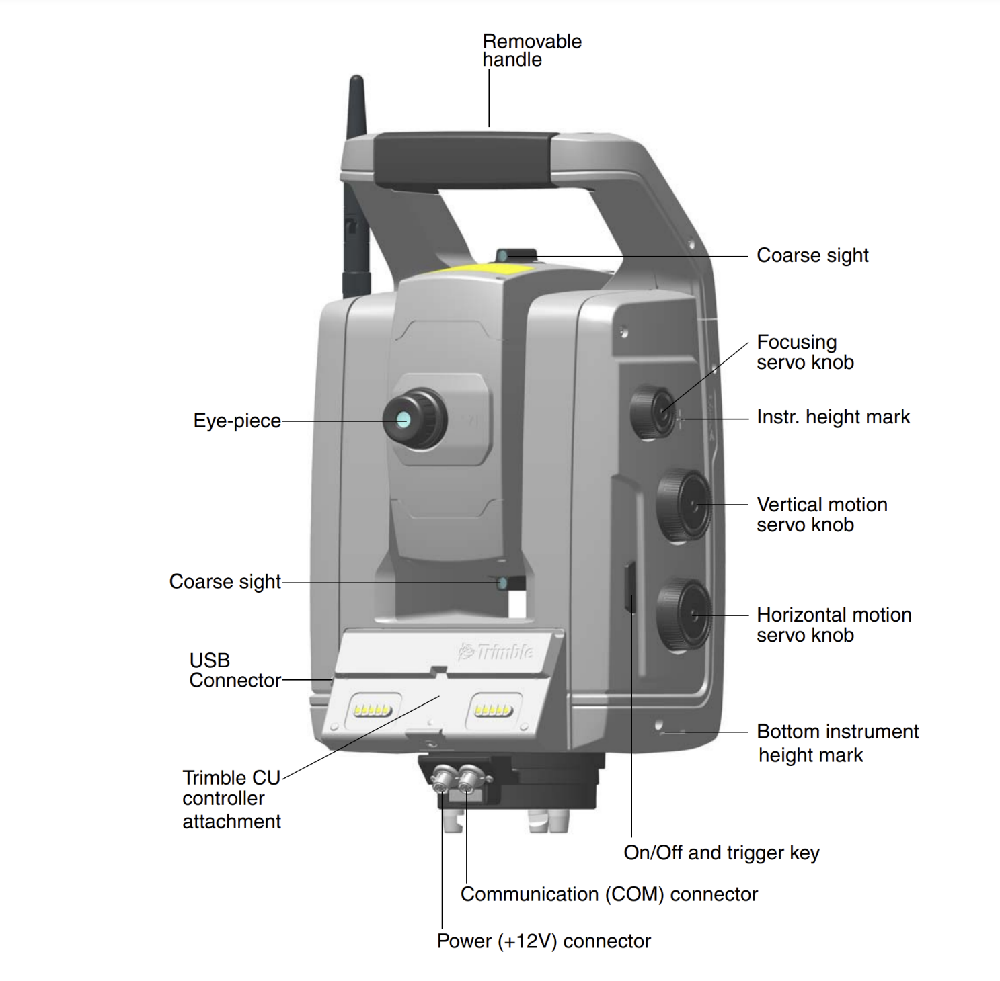 Removable
handle
Coarse sight
Focusing
servo knob
Eye-piece
Instr. height mark
Vertical motion
servo knob
Coarse sight
Horizontal motion
servo knob
Trimble
USB
Connector
Bottom instrument
height mark
Trimble CU
controller
attachment
On/Off and trigger key
Communication (COM) connector
Power (+12V) connector